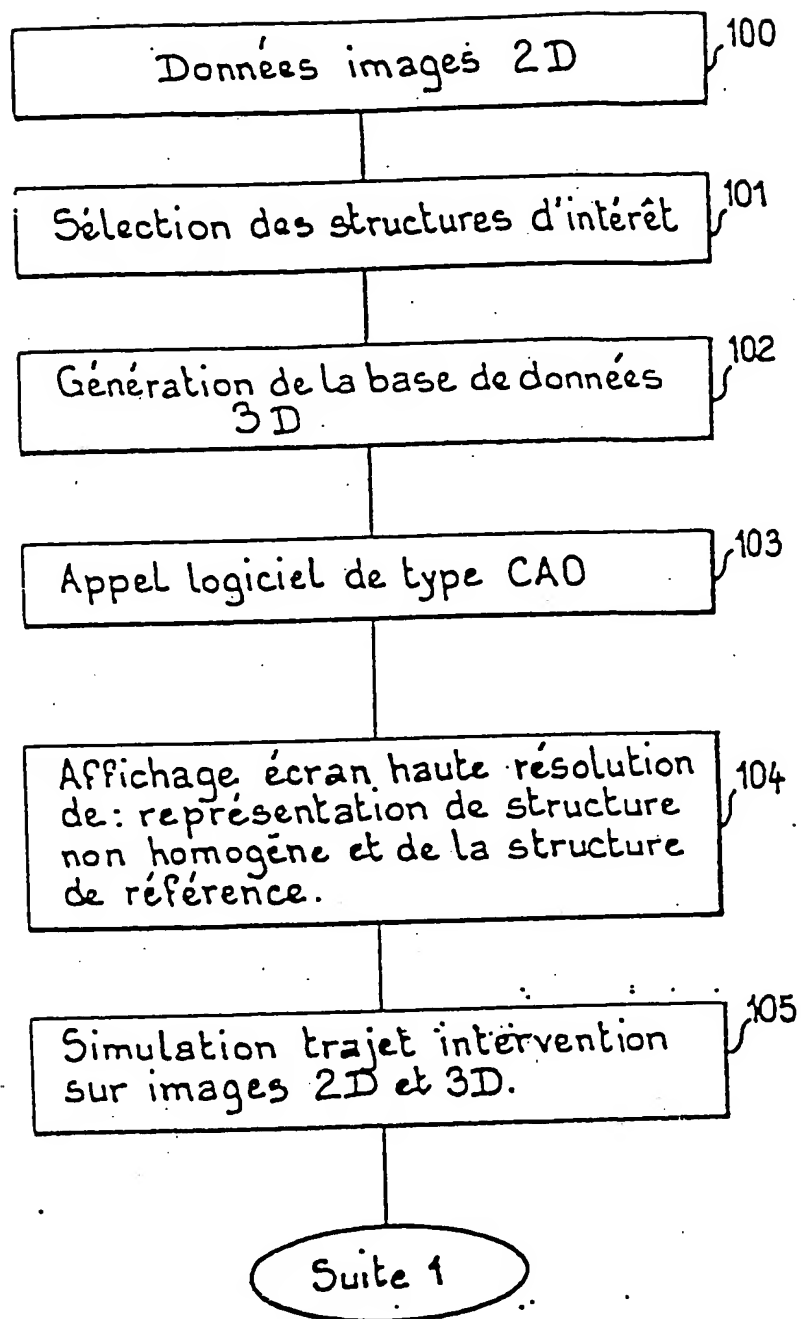 Données images 2D
100
Sélection des structures d'intérêt
101
Génération de la base de données
3D
102
Appel logiciel de type CAO
103
Affichage écran haute résolution
de: représentation de structure
non homogène et de la structure
de référence.
104
Simulation trajet intervention
sur images 2D et 3D.
105
Suite 1